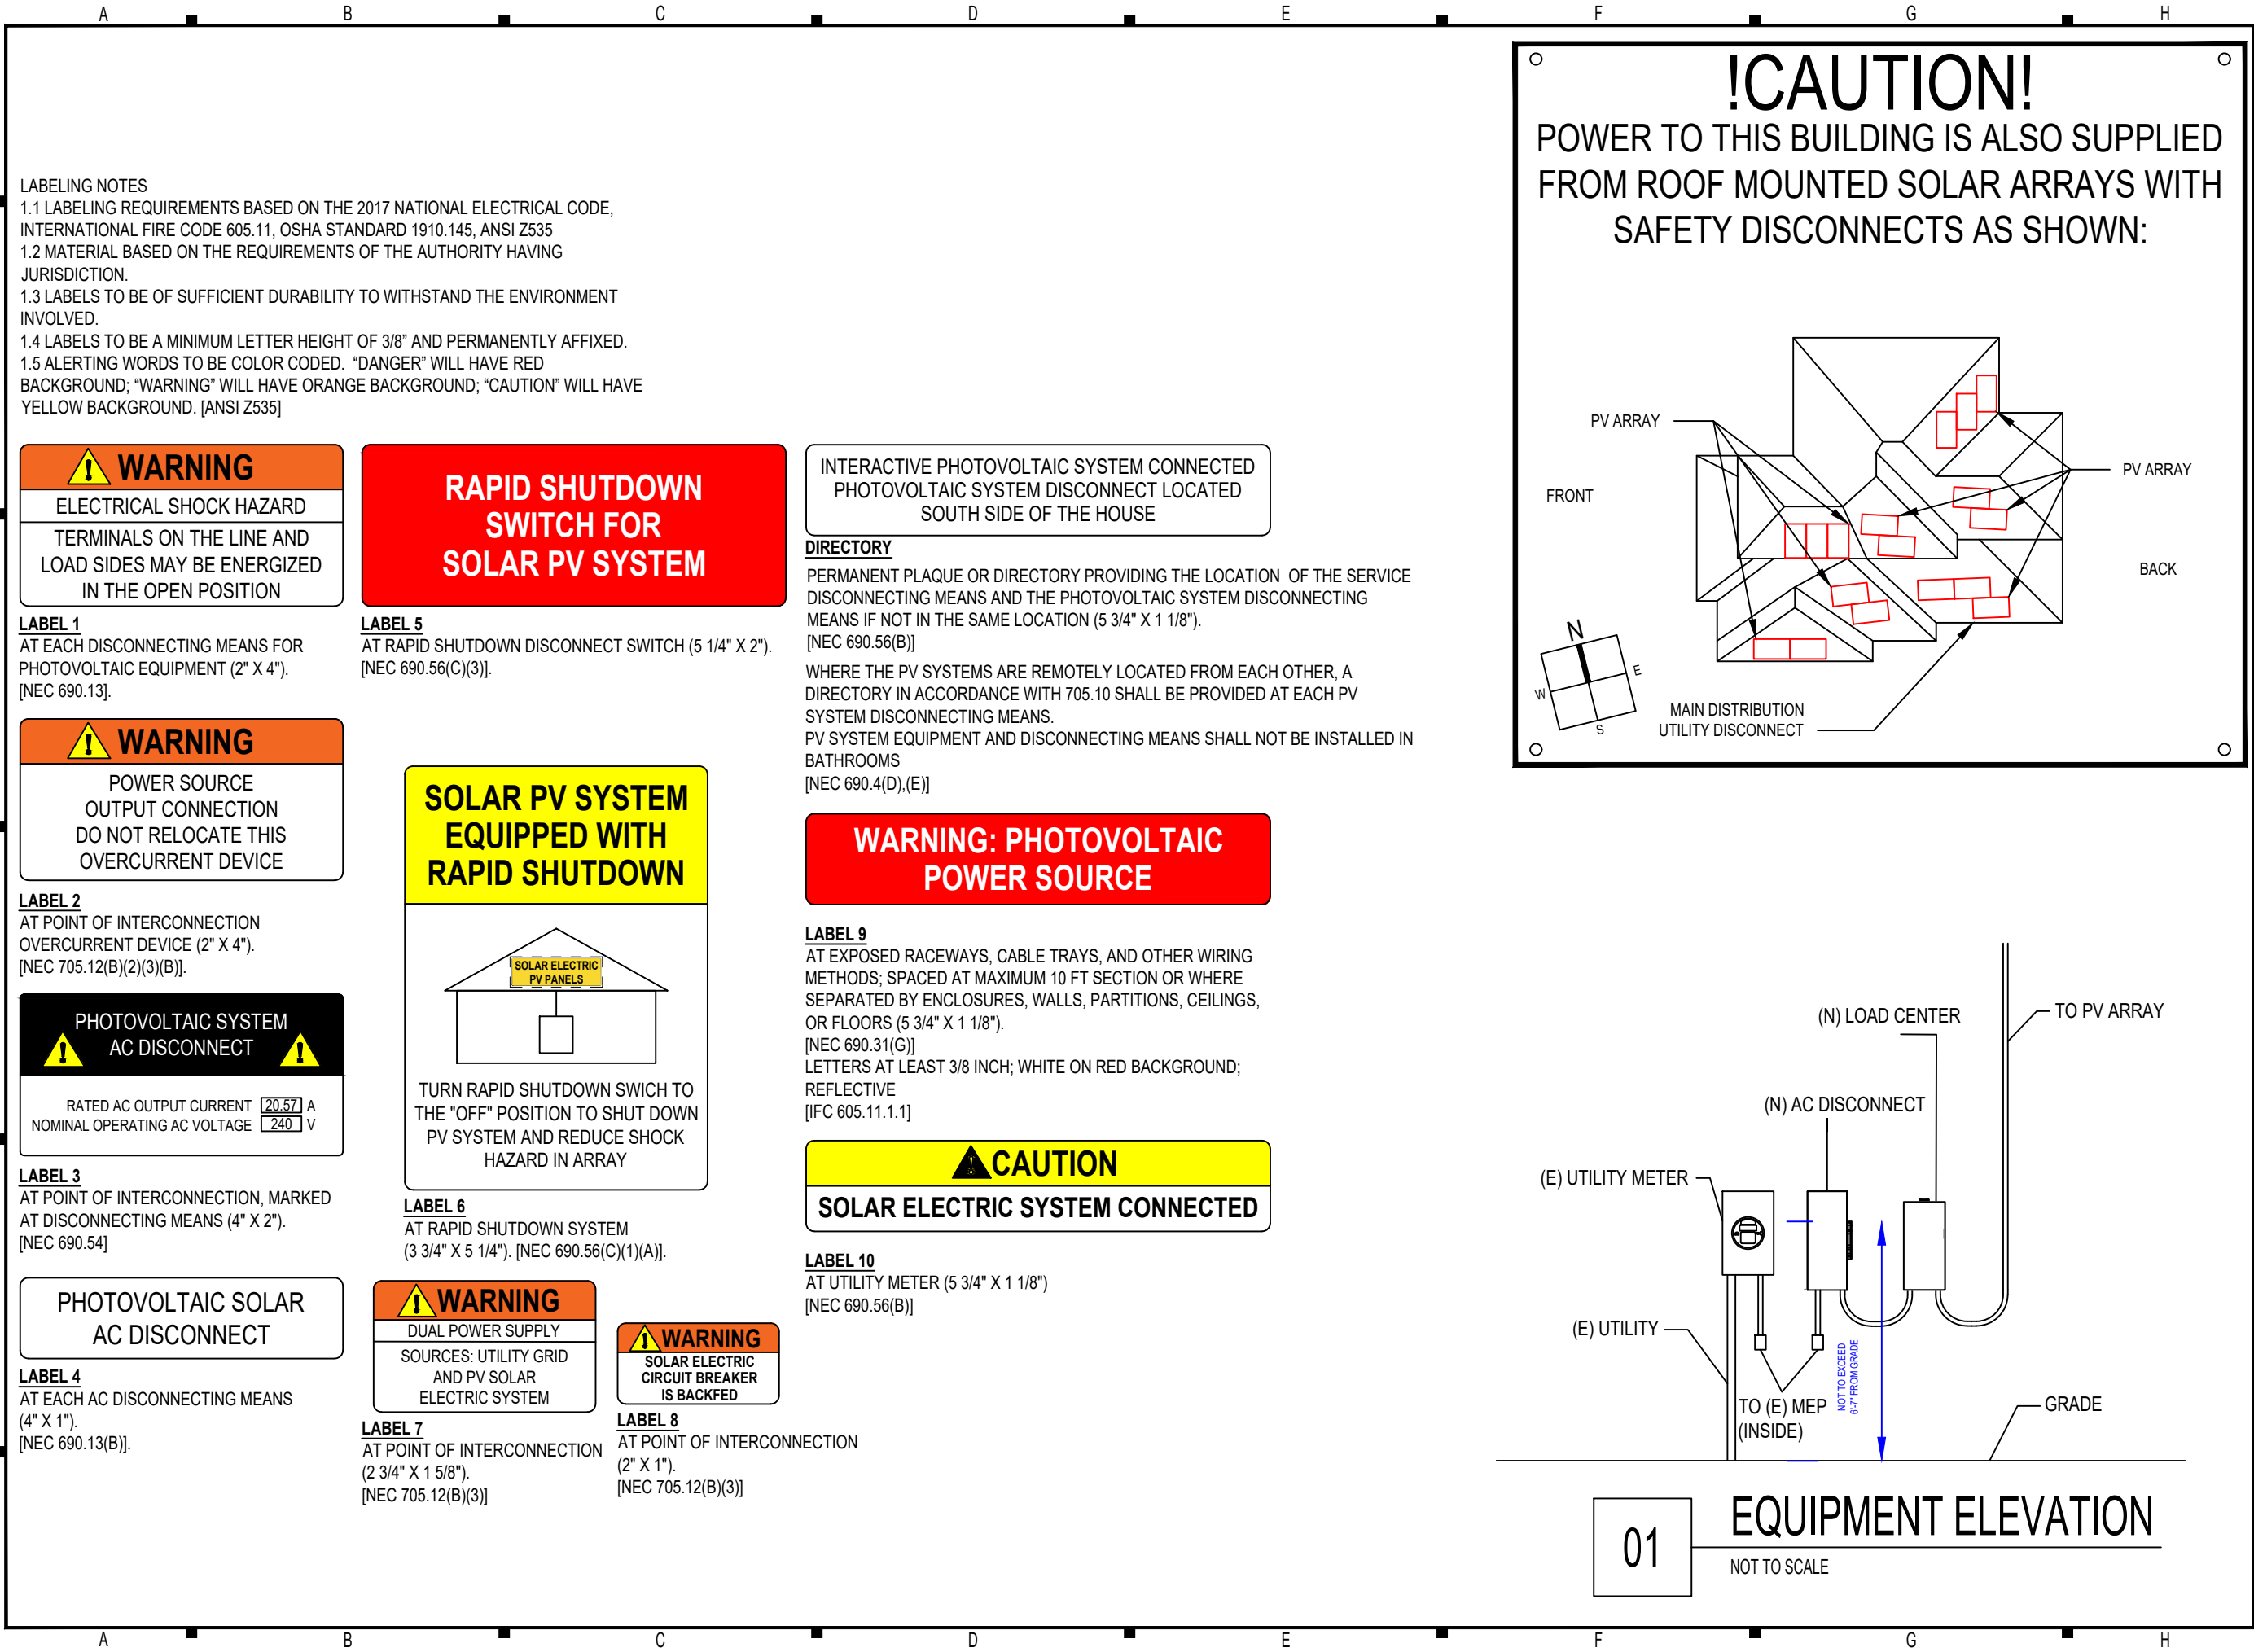 A B C D E F G H
LABELING NOTES
1.1 LABELING REQUIREMENTS BASED ON THE 2017 NATIONAL ELECTRICAL CODE,
INTERNATIONAL FIRE CODE 605.11, OSHA STANDARD 1910.145, ANSI Z535
1.2 MATERIAL BASED ON THE REQUIREMENTS OF THE AUTHORITY HAVING
JURISDICTION.
1.3 LABELS TO BE OF SUFFICIENT DURABILITY TO WITHSTAND THE ENVIRONMENT
INVOLVED.
1.4 LABELS TO BE A MINIMUM LETTER HEIGHT OF 3/8" AND PERMANENTLY AFFIXED.
1.5 ALERTING WORDS TO BE COLOR CODED. “DANGER” WILL HAVE RED
BACKGROUND; “WARNING” WILL HAVE ORANGE BACKGROUND; “CAUTION” WILL HAVE
YELLOW BACKGROUND. [ANSI Z535]
WARNING
ELECTRICAL SHOCK HAZARD
TERMINALS ON THE LINE AND
LOAD SIDES MAY BE ENERGIZED
IN THE OPEN POSITION
LABEL 1
AT EACH DISCONNECTING MEANS FOR
PHOTOVOLTAIC EQUIPMENT (2" X 4").
[NEC 690.13].
WARNING
POWER SOURCE
OUTPUT CONNECTION
DO NOT RELOCATE THIS
OVERCURRENT DEVICE
LABEL 2
AT POINT OF INTERCONNECTION
OVERCURRENT DEVICE (2" X 4").
[NEC 705.12(B)(2)(3)(B)].
PHOTOVOLTAIC SYSTEM
AC DISCONNECT
RATED AC OUTPUT CURRENT 20.57 A
NOMINAL OPERATING AC VOLTAGE 240 V
LABEL 3
AT POINT OF INTERCONNECTION, MARKED
AT DISCONNECTING MEANS (4" X 2").
[NEC 690.54]
PHOTOVOLTAIC SOLAR
AC DISCONNECT
LABEL 4
AT EACH AC DISCONNECTING MEANS
(4" X 1").
[NEC 690.13(B)].
RAPID SHUTDOWN
SWITCH FOR
SOLAR PV SYSTEM
LABEL 5
AT RAPID SHUTDOWN DISCONNECT SWITCH (5 1/4" X 2").
[NEC 690.56(C)(3)].
SOLAR PV SYSTEM
EQUIPPED WITH
RAPID SHUTDOWN
SOLAR ELECTRIC
PV PANELS
TURN RAPID SHUTDOWN SWICH TO
THE "OFF" POSITION TO SHUT DOWN
PV SYSTEM AND REDUCE SHOCK
HAZARD IN ARRAY
LABEL 6
AT RAPID SHUTDOWN SYSTEM
(3 3/4" X 5 1/4"). [NEC 690.56(C)(1)(A)].
WARNING
DUAL POWER SUPPLY
SOURCES: UTILITY GRID
AND PV SOLAR
ELECTRIC SYSTEM
LABEL 7
AT POINT OF INTERCONNECTION
(2 3/4" X 1 5/8").
[NEC 705.12(B)(3)]
WARNING
SOLAR ELECTRIC
CIRCUIT BREAKER
IS BACKFED
LABEL 8
AT POINT OF INTERCONNECTION
(2" X 1").
[NEC 705.12(B)(3)]
INTERACTIVE PHOTOVOLTAIC SYSTEM CONNECTED
PHOTOVOLTAIC SYSTEM DISCONNECT LOCATED
SOUTH SIDE OF THE HOUSE
DIRECTORY
PERMANENT PLAQUE OR DIRECTORY PROVIDING THE LOCATION OF THE SERVICE
DISCONNECTING MEANS AND THE PHOTOVOLTAIC SYSTEM DISCONNECTING
MEANS IF NOT IN THE SAME LOCATION (5 3/4" X 1 1/8").
[NEC 690.56(B)]
WHERE THE PV SYSTEMS ARE REMOTELY LOCATED FROM EACH OTHER, A
DIRECTORY IN ACCORDANCE WITH 705.10 SHALL BE PROVIDED AT EACH PV
SYSTEM DISCONNECTING MEANS.
PV SYSTEM EQUIPMENT AND DISCONNECTING MEANS SHALL NOT BE INSTALLED IN
BATHROOMS
[NEC 690.4(D),(E)]
WARNING: PHOTOVOLTAIC
POWER SOURCE
LABEL 9
AT EXPOSED RACEWAYS, CABLE TRAYS, AND OTHER WIRING
METHODS; SPACED AT MAXIMUM 10 FT SECTION OR WHERE
SEPARATED BY ENCLOSURES, WALLS, PARTITIONS, CEILINGS,
OR FLOORS (5 3/4" X 1 1/8").
[NEC 690.31(G)]
LETTERS AT LEAST 3/8 INCH; WHITE ON RED BACKGROUND;
REFLECTIVE
[IFC 605.11.1.1]
CAUTION
SOLAR ELECTRIC SYSTEM CONNECTED
LABEL 10
AT UTILITY METER (5 3/4" X 1 1/8")
[NEC 690.56(B)]
!CAUTION!
POWER TO THIS BUILDING IS ALSO SUPPLIED
FROM ROOF MOUNTED SOLAR ARRAYS WITH
SAFETY DISCONNECTS AS SHOWN:
PV ARRAY
PV ARRAY
FRONT
BACK
N
E
W
S
MAIN DISTRIBUTION
UTILITY DISCONNECT
TO PV ARRAY
(N) LOAD CENTER
(N) AC DISCONNECT
(E) UTILITY METER
(E) UTILITY
NOT TO EXCEED
6'-7" FROM GRADE
TO (E) MEP
(INSIDE)
GRADE
01
EQUIPMENT ELEVATION
NOT TO SCALE
A B C D E F G H